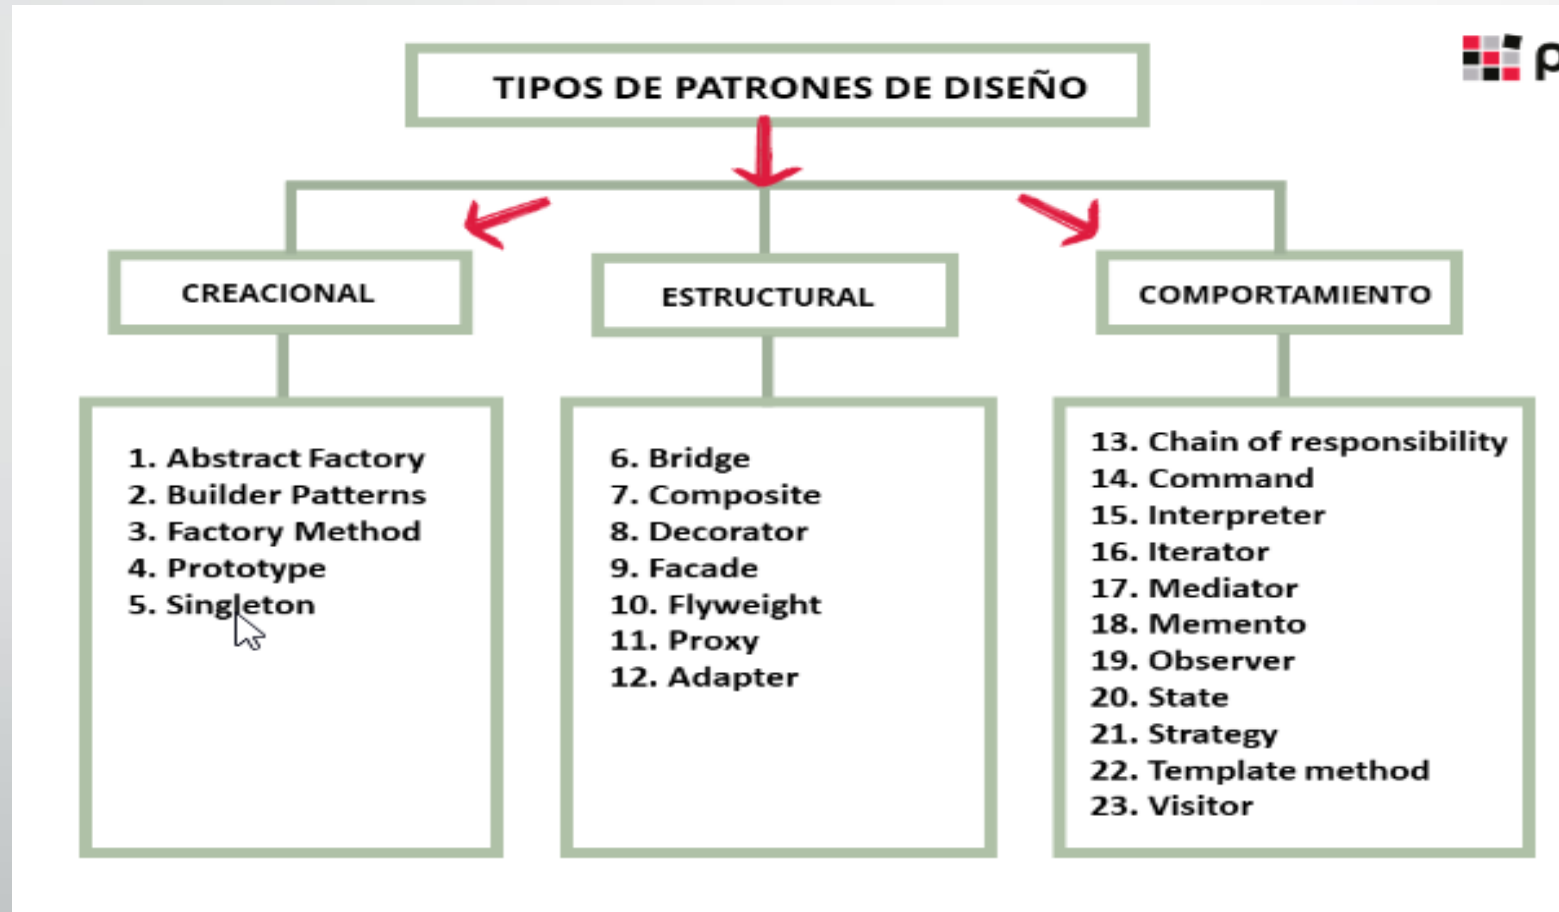 TIPOS DE PATRONES DE DISEÑO
CREACIONAL
1. Abstract Factory
2. Builder Patterns
3. Factory Method
4. Prototype
5. Singleton
ESTRUCTURAL
6. Bridge
7. Composite
8. Decorator
9. Facade
10. Flyweight
11. Proxy
12. Adapter
COMPORTAMIENTO
13. Chain of responsibility
14. Command
15. Interpreter
16. Iterator
17. Mediator
18. Memento
19. Observer
20. State
21. Strategy
22. Template method
23. Visitor